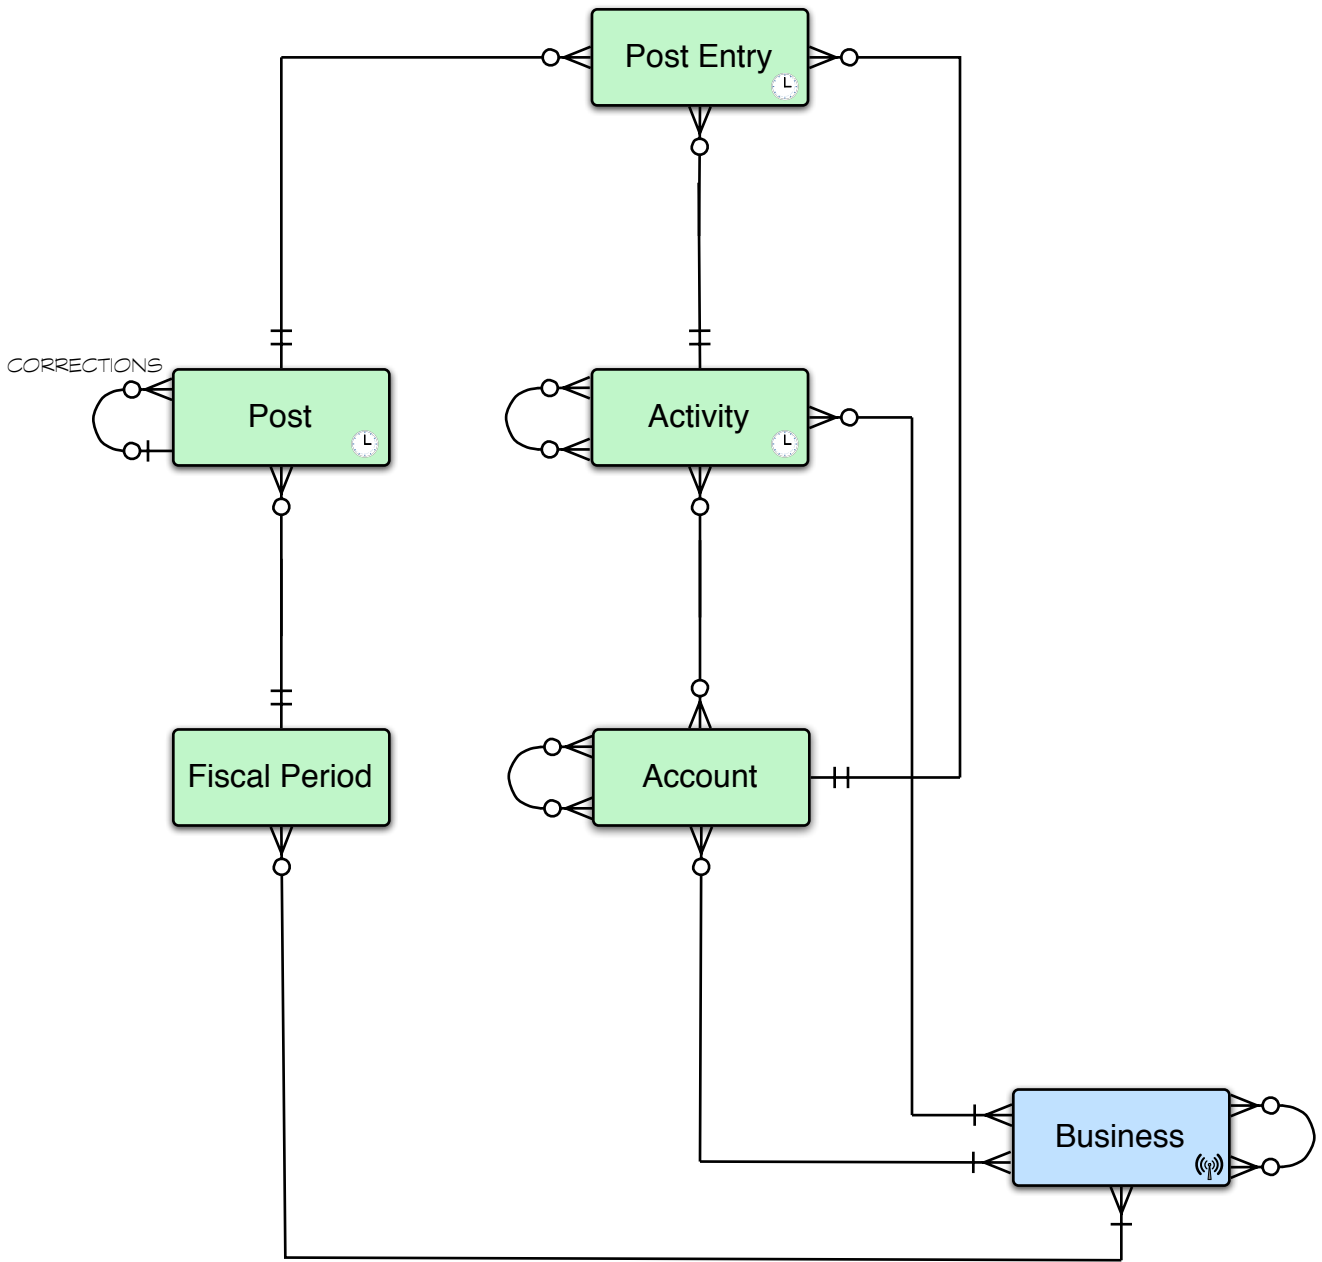 Post Entry
CORRECTIONS
Post
Activity
Fiscal Period
Account
Business